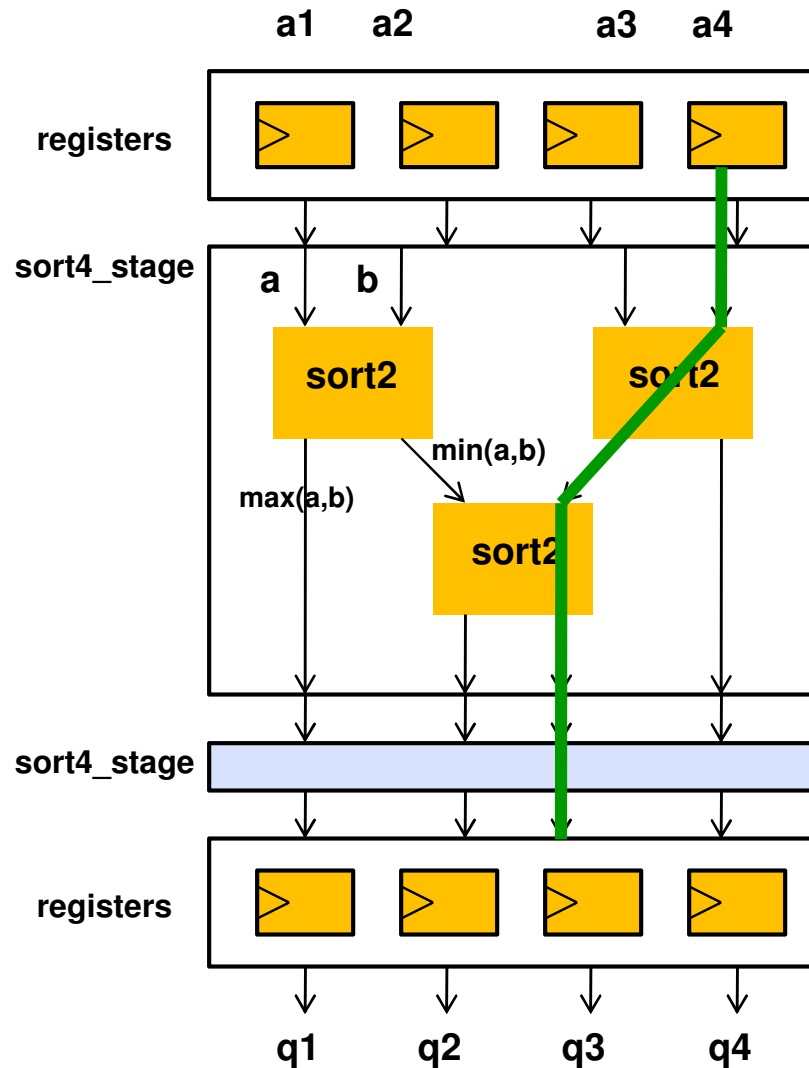 a1 a2 a3 a4
registers
sort4_stage
a b
sort2 sort2
min(a,b)
max(a,b)
sort2
sort4_stage
registers
q1 q2 q3 q4